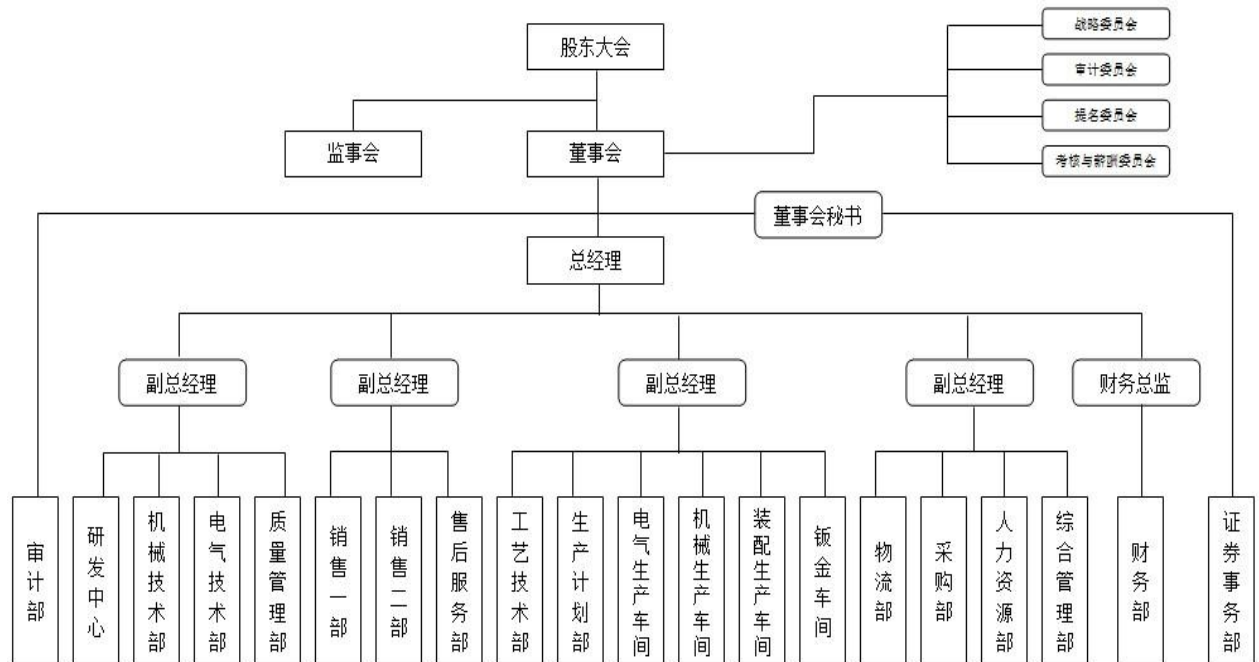 战略委员会
股东大会
审计委员会
提名委员会
监事会
董事会
考核与薪酬委员会
董事会秘书
总经理
副总经理
副总经理
副总经理
副总经理
财务总监
审计部
研发中心
机械技术部
电气技术部
质量管理部
销售一部
销售二部
售后服务部
工艺技术部
生产计划部
电气生产车间
机械生产车间
装配生产车间
钣金车间
物流部
采购部
人力资源部
综合管理部
财务部
证券事务部